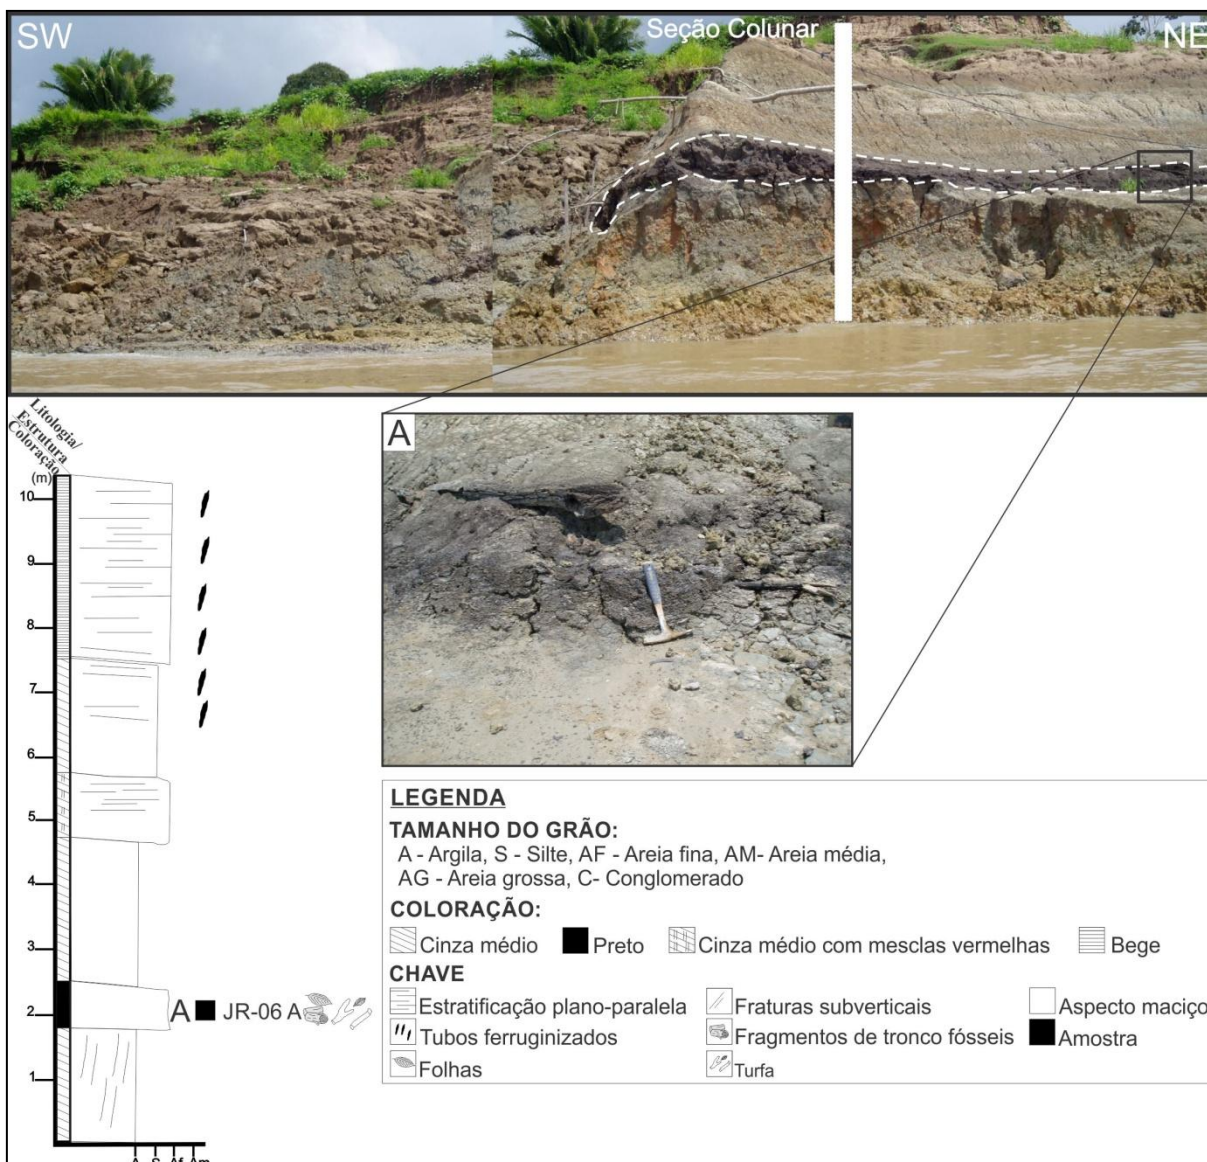 SW
Seção Colunar
NE
Litologia/
Estrutura
Coloração
(m)
10
9
8
7
6
5
4
3
2
1
A JR-06 A
A S Af Am
A
LEGENDA
TAMANHO DO GRÃO:
A - Argila, S - Silte, AF - Areia fina, AM- Areia média,
AG - Areia grossa, C- Conglomerado
COLORAÇÃO:
Cinza médio Preto Cinza médio com mesclas vermelhas Bege
CHAVE
Estratificação plano-paralela Fraturas subverticais Aspecto maciço
Tubos ferruginizados Fragmentos de tronco fósseis Amostra
Folhas Turfa